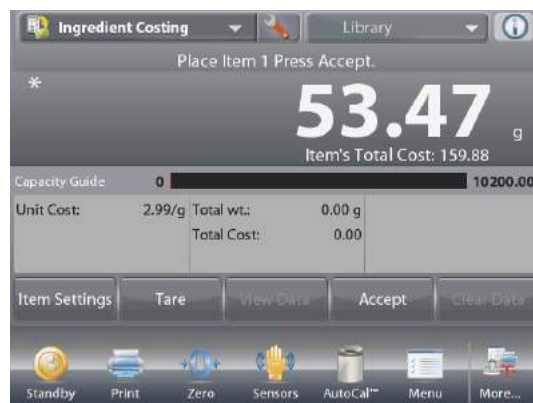 Ingredient Costing Library
Place Item 1 Press Accept.
*
53.47 g
Item's Total Cost: 159.88
Capacity Guide 0 10200.00
Unit Cost: 2.99/g Total wt.: 0.00 g
Total Cost: 0.00
Item Settings Tare View Data Accept Clear Data
Standby Print Zero Sensors AutoCal™ Menu More...